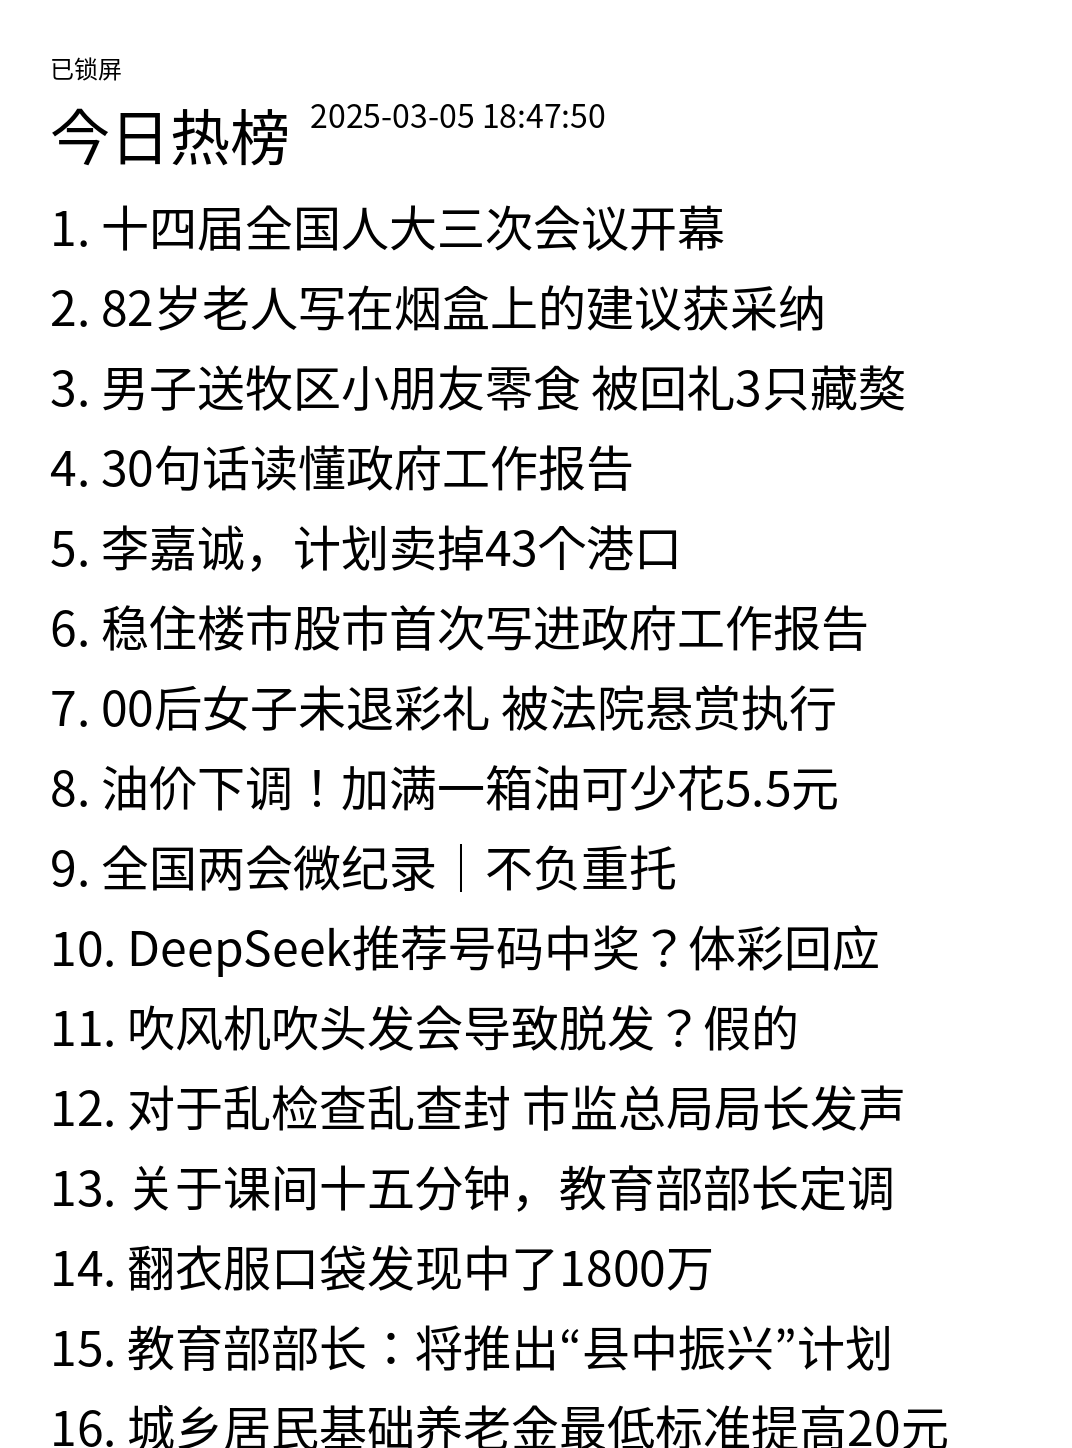 已锁屏
今日热榜 2025-03-05 18:47:50
1. 十四届全国人大三次会议开幕
2. 82岁老人写在烟盒上的建议获采纳
3. 男子送牧区小朋友零食 被回礼3只藏獒
4. 30句话读懂政府工作报告
5. 李嘉诚，计划卖掉43个港口
6. 稳住楼市股市首次写进政府工作报告
7. 00后女子未退彩礼 被法院悬赏执行
8. 油价下调！加满一箱油可少花5.5元
9. 全国两会微纪录｜不负重托
10. DeepSeek推荐号码中奖？体彩回应
11. 吹风机吹头发会导致脱发？假的
12. 对于乱检查乱查封 市监总局局长发声
13. 关于课间十五分钟，教育部部长定调
14. 翻衣服口袋发现中了1800万
15. 教育部部长：将推出“县中振兴”计划
16. 城乡居民基础养老金最低标准提高20元